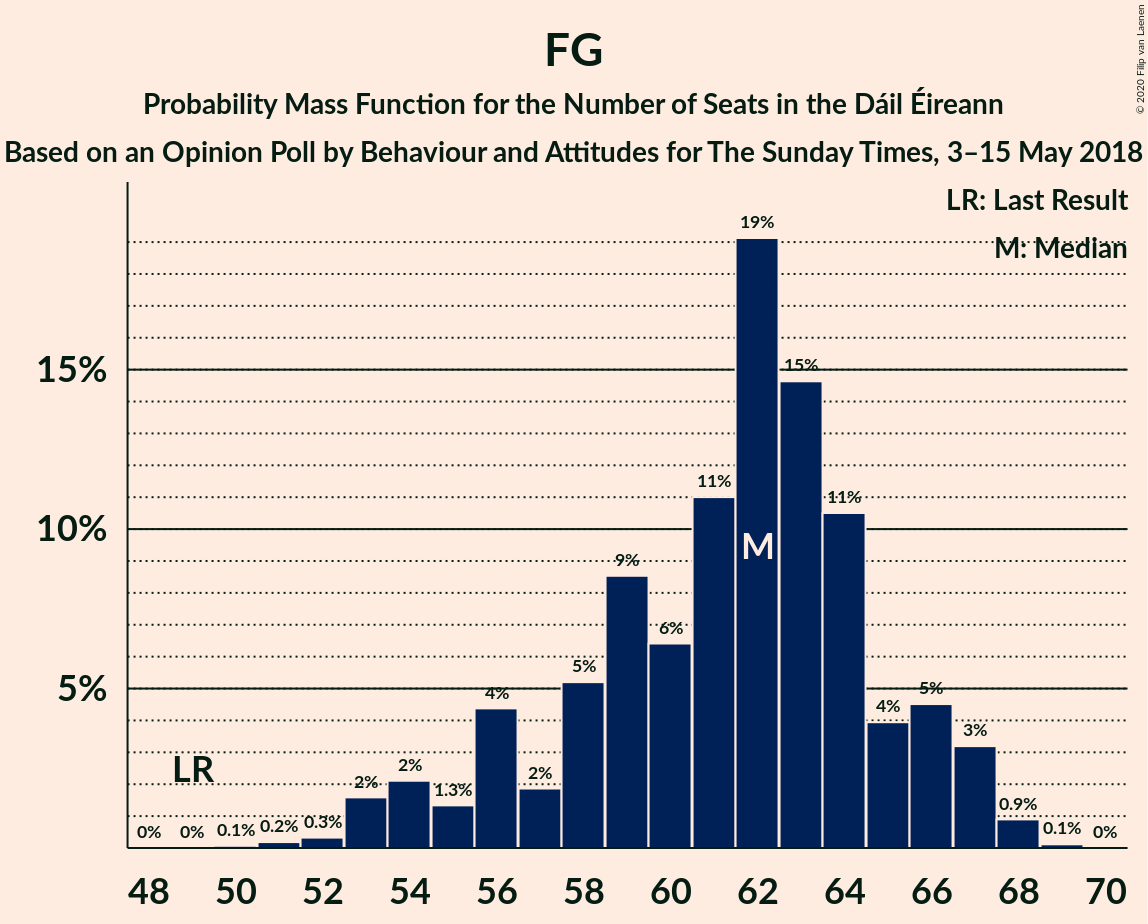 FG
Probability Mass Function for the Number of Seats in the Dáil Éireann
Based on an Opinion Poll by Behaviour and Attitudes for The Sunday Times, 3–15 May 2018
© 2020 Filip van Laenen
LR: Last Result
M: Median
19%
15%
15%
11%
11%
10%
M
9%
6%
5%
5%
4%
5%
4%
3%
LR
2%
2%
2%
1.3%
0.9%
0% 0% 0.1% 0.2% 0.3% 0.1% 0%
48 50 52 54 56 58 60 62 64 66 68 70